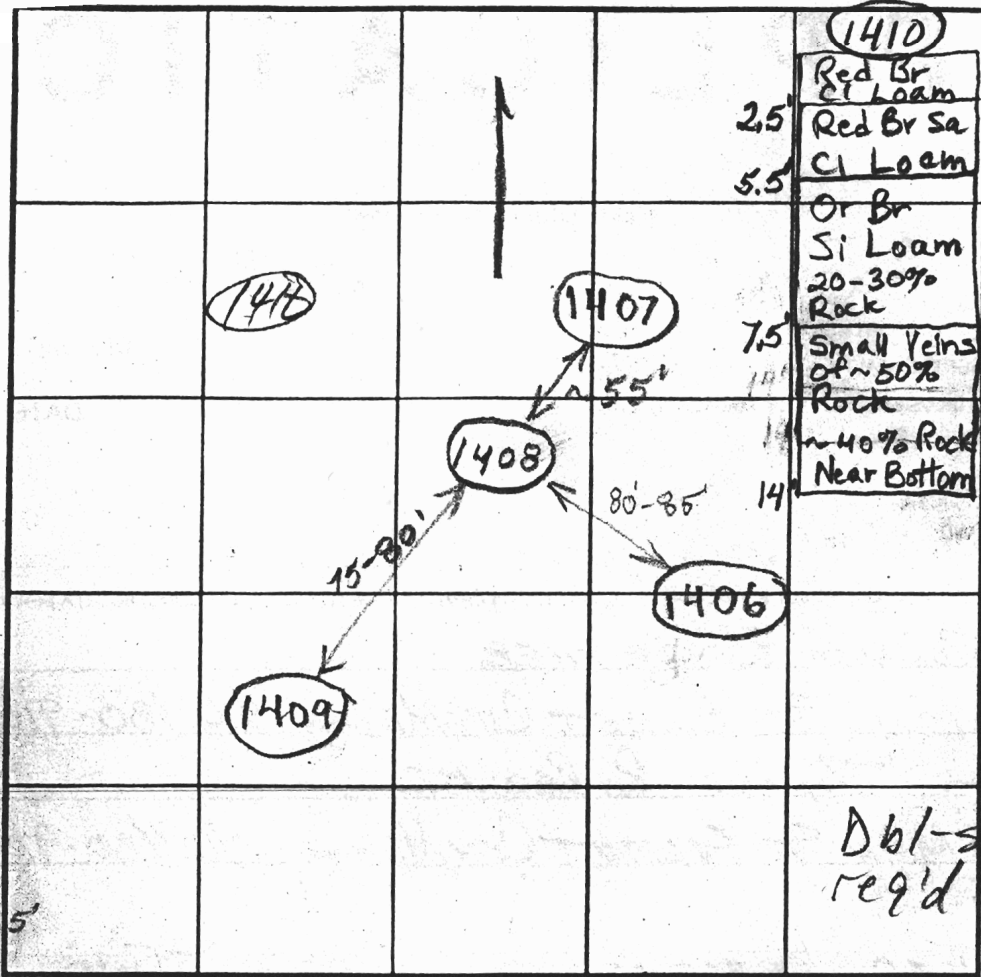 1410
Red Br
Cl Loam
2.5'
Red Br Sa
Cl Loam
5.5'
Or Br
Si Loam
20-30%
Rock
7.5'
Small Veins
Of ~ 50%
Rock
~40% Rock
Near Bottom
14'
14'
1407
~ 55'
1408
80'-85'
-80'
1406
1409
Dbl-s
req'd
5'